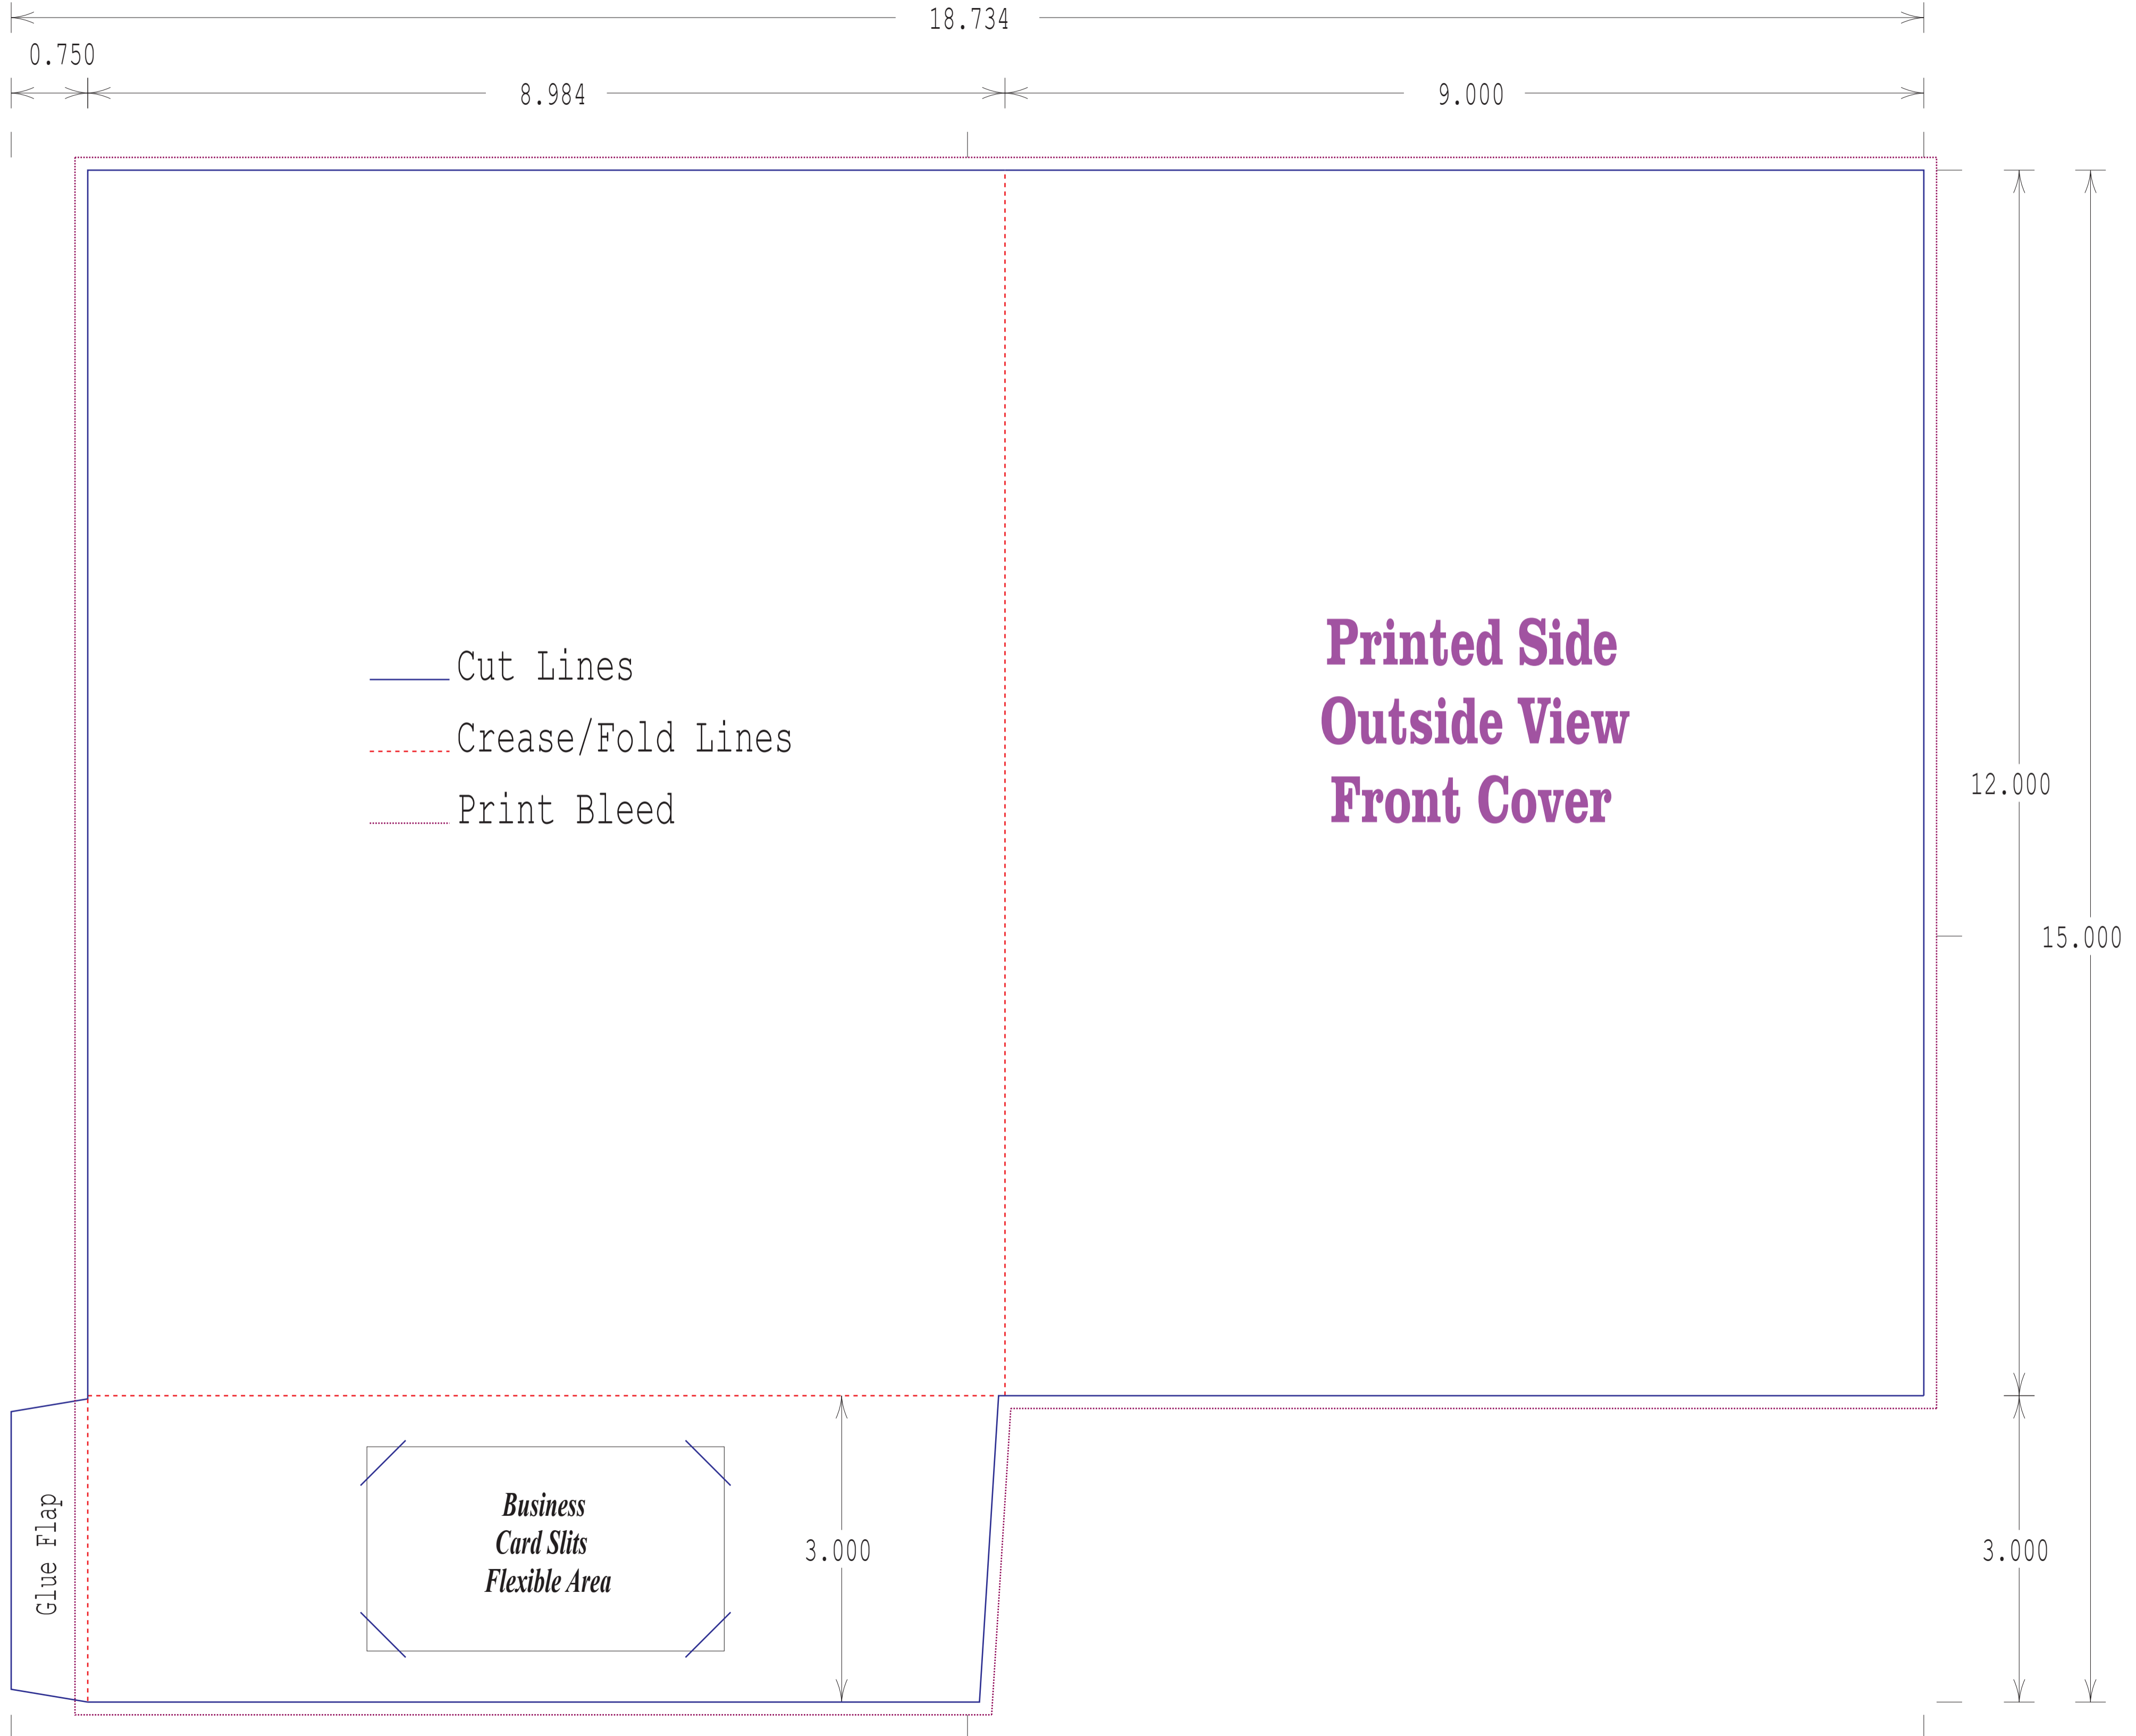 18.734
0.750
8.984
9.000
Cut Lines
Crease/Fold Lines
Print Bleed
Printed Side
Outside View
Front Cover
12.000
15.000
Glue Flap
Business
Card Slits
Flexible Area
3.000
3.000